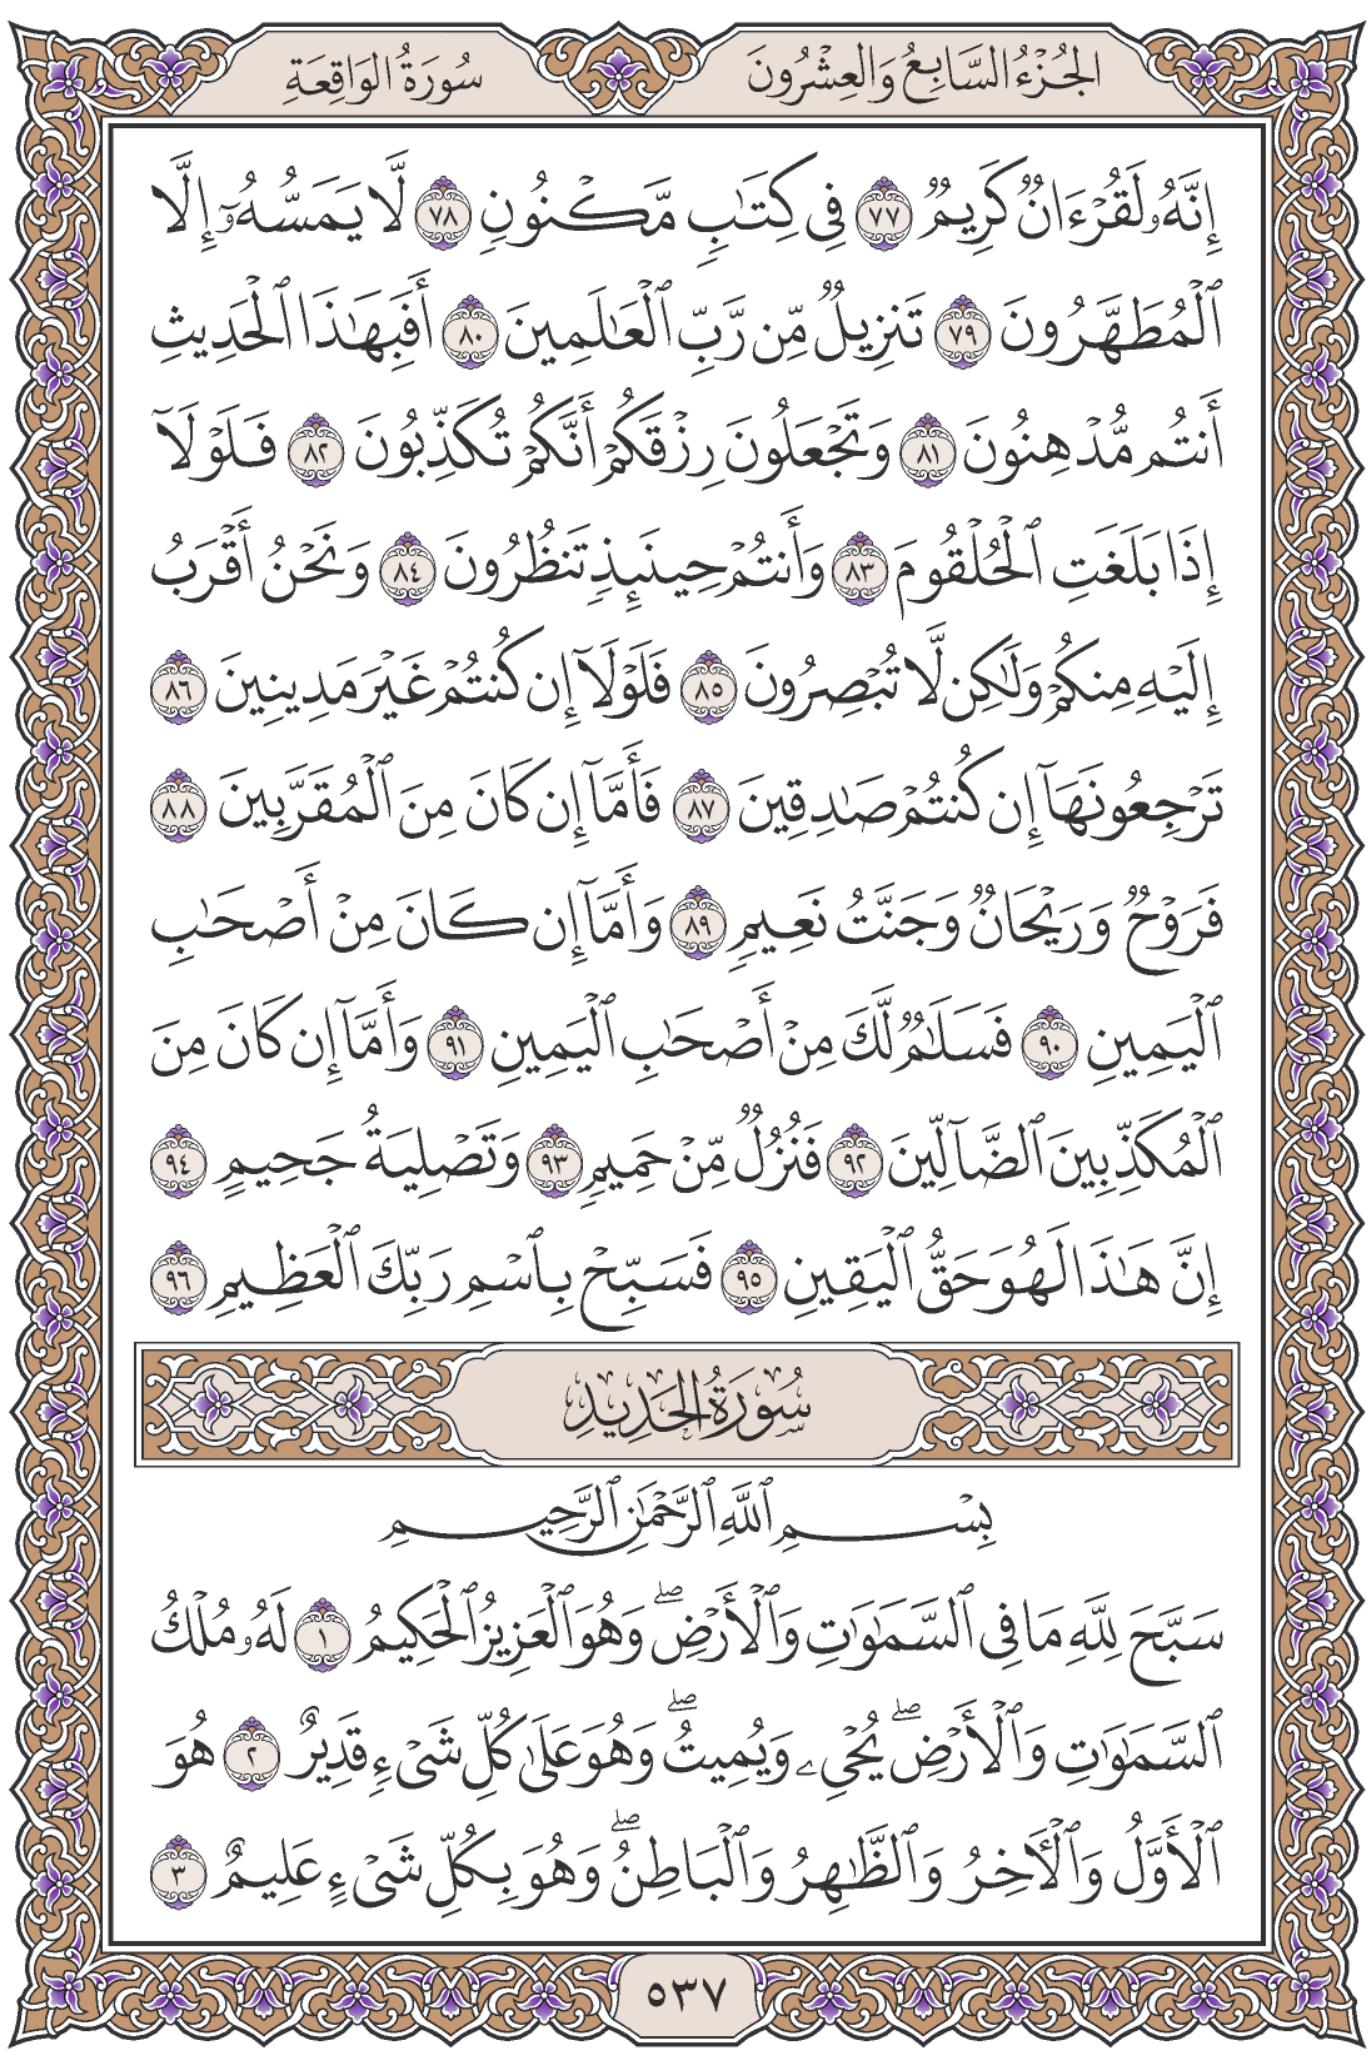 الجُزْءُ السَّابِعُ وَالعِشْرُونَ
سُورَةُ الوَاقِعَةِ
إِنَّهُۥ لَقُرْءَانٌ كَرِيمٌ ٧٧ فِى كِتَٰبٍ مَّكْنُونٍ ٧٨ لَّا يَمَسُّهُۥٓ إِلَّا
ٱلْمُطَهَّرُونَ ٧٩ تَنزِيلٌ مِّن رَّبِّ ٱلْعَٰلَمِينَ ٨٠ أَفَبِهَٰذَا ٱلْحَدِيثِ
أَنتُم مُّدْهِنُونَ ٨١ وَتَجْعَلُونَ رِزْقَكُمْ أَنَّكُمْ تُكَذِّبُونَ ٨٢ فَلَوْلَآ
إِذَا بَلَغَتِ ٱلْحُلْقُومَ ٨٣ وَأَنتُمْ حِينَئِذٍ تَنظُرُونَ ٨٤ وَنَحْنُ أَقْرَبُ
إِلَيْهِ مِنكُمْ وَلَٰكِن لَّا تُبْصِرُونَ ٨٥ فَلَوْلَآ إِن كُنتُمْ غَيْرَ مَدِينِينَ ٨٦
تَرْجِعُونَهَآ إِن كُنتُمْ صَٰدِقِينَ ٨٧ فَأَمَّآ إِن كَانَ مِنَ ٱلْمُقَرَّبِينَ ٨٨
فَرَوْحٌ وَرَيْحَانٌ وَجَنَّتُ نَعِيمٍ ٨٩ وَأَمَّآ إِن كَانَ مِنْ أَصْحَٰبِ
ٱلْيَمِينِ ٩٠ فَسَلَٰمٌ لَّكَ مِنْ أَصْحَٰبِ ٱلْيَمِينِ ٩١ وَأَمَّآ إِن كَانَ مِنَ
ٱلْمُكَذِّبِينَ ٱلضَّآلِّينَ ٩٢ فَنُزُلٌ مِّنْ حَمِيمٍ ٩٣ وَتَصْلِيَةُ جَحِيمٍ ٩٤
إِنَّ هَٰذَا لَهُوَ حَقُّ ٱلْيَقِينِ ٩٥ فَسَبِّحْ بِٱسْمِ رَبِّكَ ٱلْعَظِيمِ ٩٦
سُورَةُ الحَدِيدِ
بِسْمِ ٱللَّهِ ٱلرَّحْمَٰنِ ٱلرَّحِيمِ
سَبَّحَ لِلَّهِ مَا فِى ٱلسَّمَٰوَٰتِ وَٱلْأَرْضِۖ وَهُوَ ٱلْعَزِيزُ ٱلْحَكِيمُ ١ لَهُۥ مُلْكُ
ٱلسَّمَٰوَٰتِ وَٱلْأَرْضِۖ يُحْىِۦ وَيُمِيتُۖ وَهُوَ عَلَىٰ كُلِّ شَىْءٍ قَدِيرٌ ٢ هُوَ
ٱلْأَوَّلُ وَٱلْءَاخِرُ وَٱلظَّٰهِرُ وَٱلْبَاطِنُۖ وَهُوَ بِكُلِّ شَىْءٍ عَلِيمٌ ٣
٥٣٧